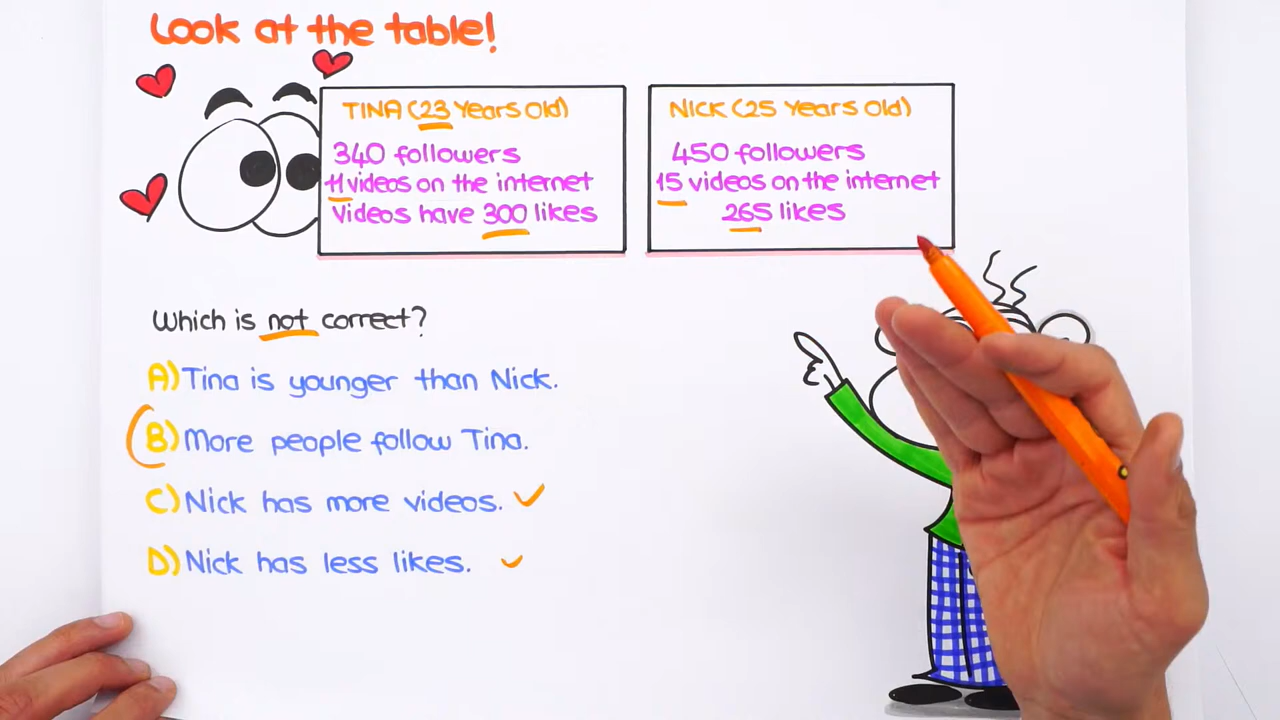 Look at the table!
TINA (23 Years Old)
340 followers
11 videos on the internet
Videos have 300 likes
NICK (25 Years Old)
450 followers
15 videos on the internet
265 likes
Which is not correct?
A) Tina is younger than Nick.
B) More people follow Tina.
C) Nick has more videos.
D) Nick has less likes.